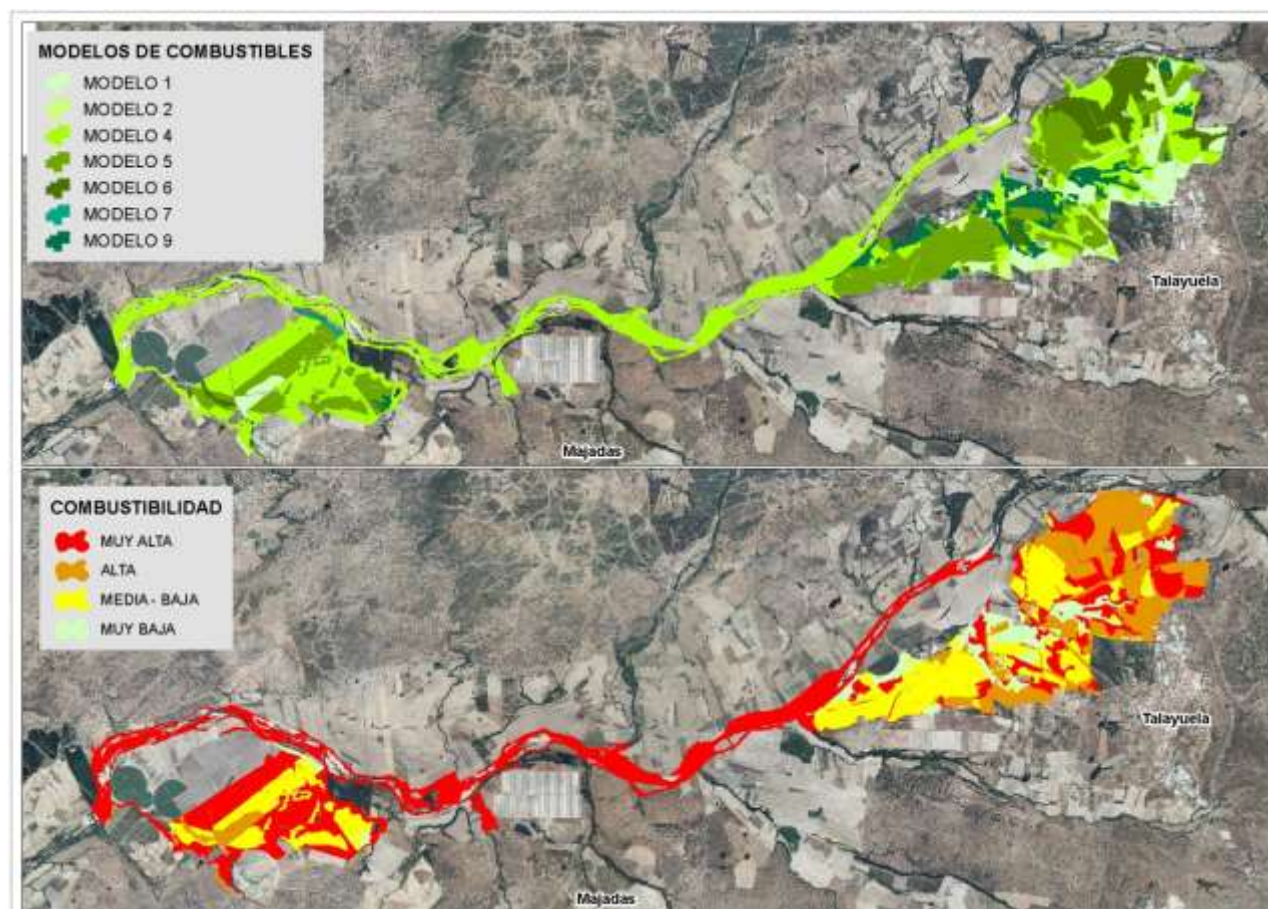 MODELOS DE COMBUSTIBLES
MODELO 1
MODELO 2
MODELO 4
MODELO 5
MODELO 6
MODELO 7
MODELO 9
Talayuela
Majadas
COMBUSTIBILIDAD
MUY ALTA
ALTA
MEDIA - BAJA
MUY BAJA
Talayuela
Majadas